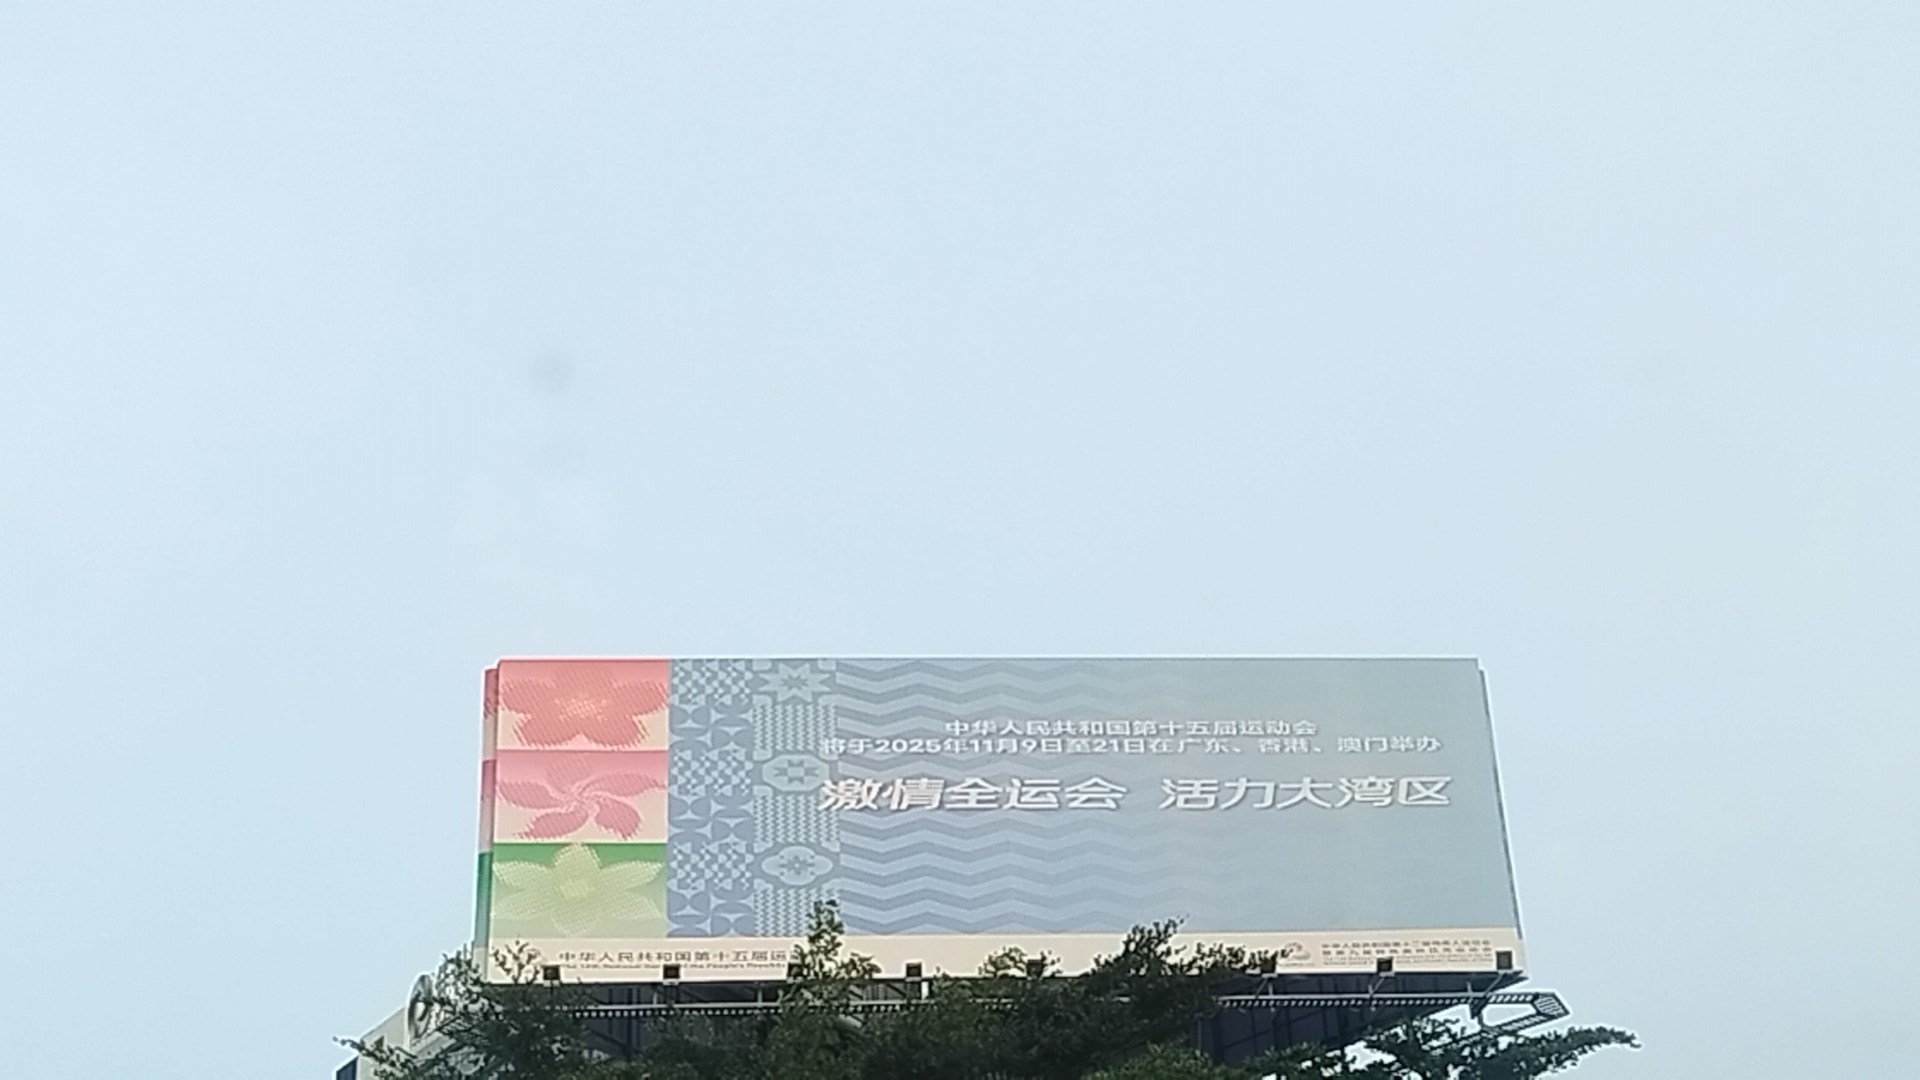 中华人民共和国第十五届运动会
将于2025年11月9日至21日在广东、香港、澳门举办
激情全运会 活力大湾区
中华人民共和国第十五届运